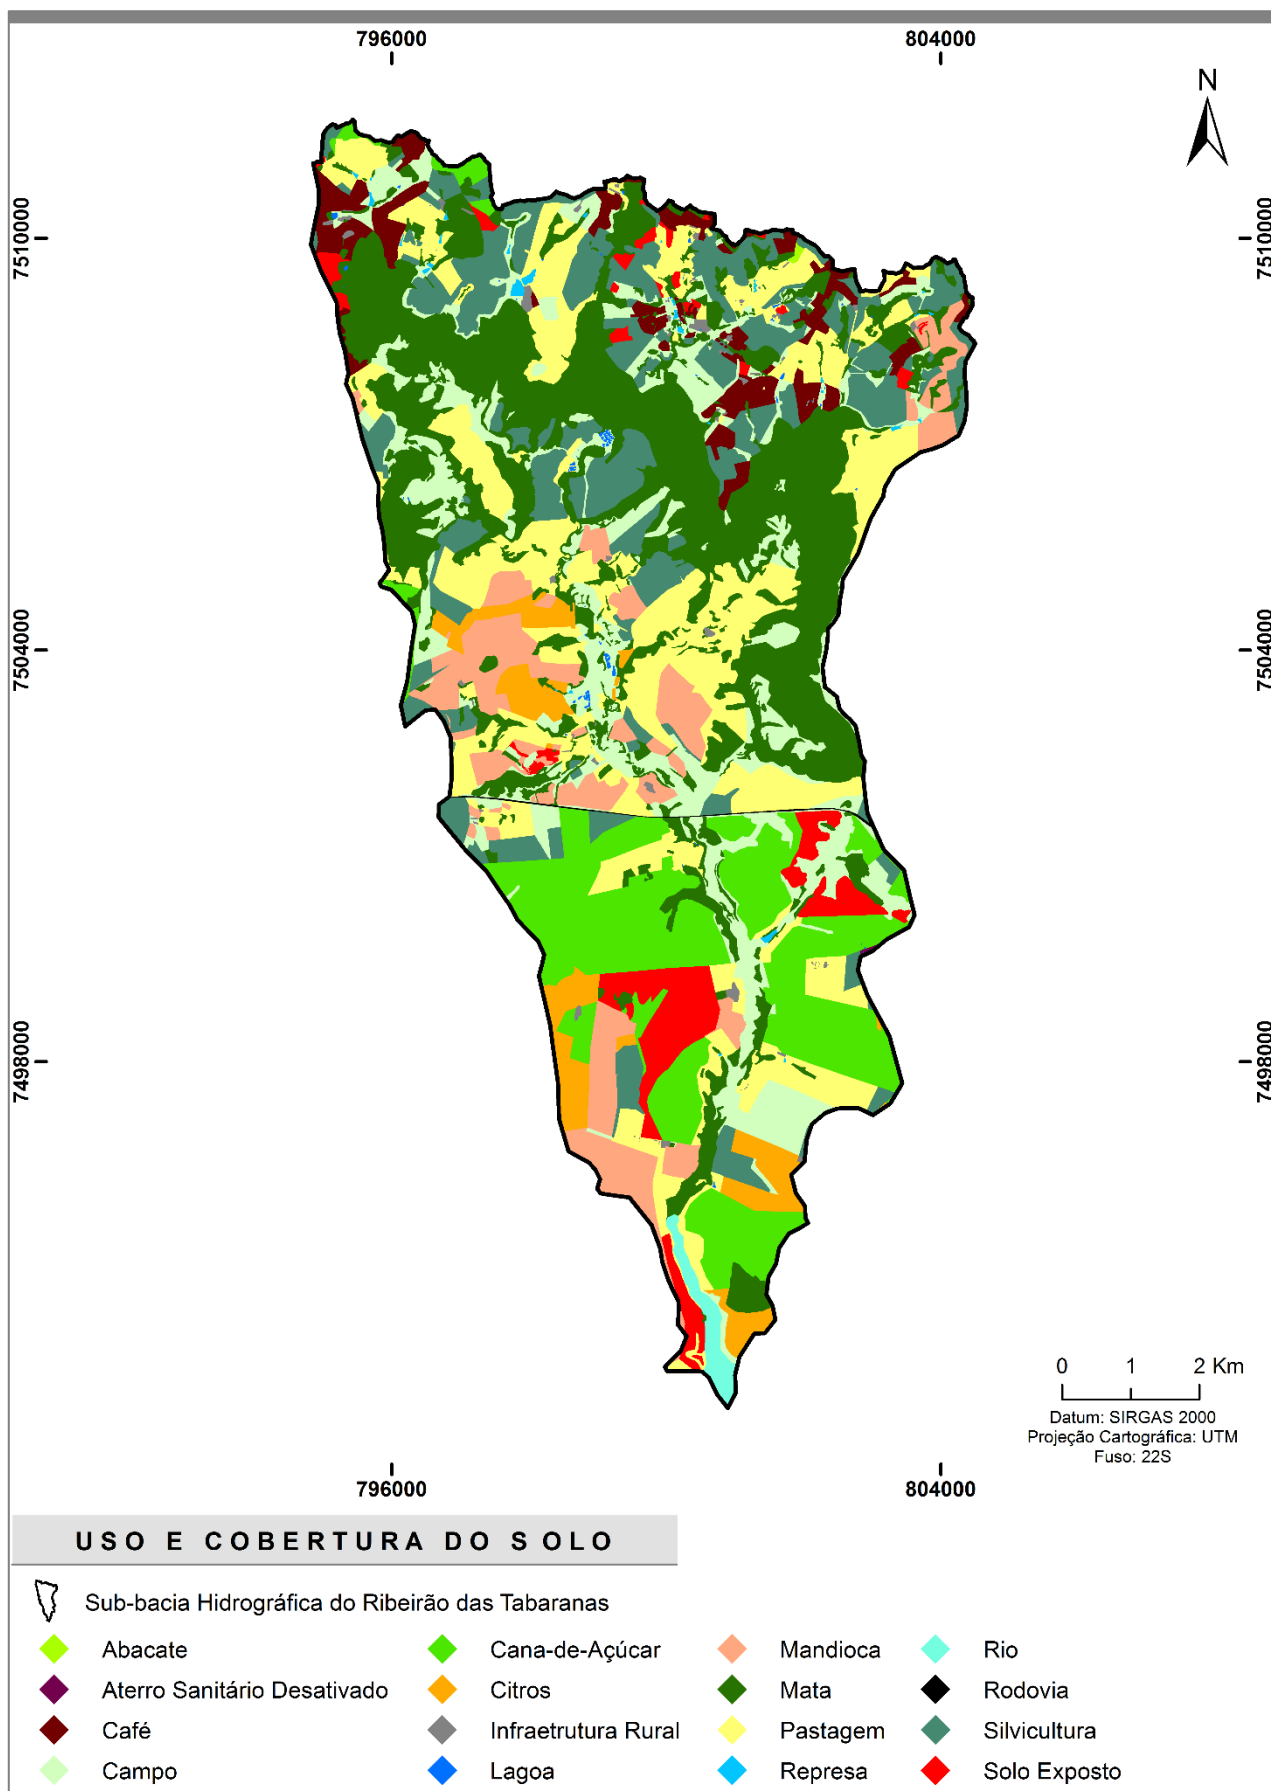 796000 804000
N
7510000 7510000
7504000 7504000
7498000 7498000
0 1 2 Km
Datum: SIRGAS 2000
Projeção Cartográfica: UTM
Fuso: 22S
796000 804000
USO E COBERTURA DO SOLO
Sub-bacia Hidrográfica do Ribeirão das Tabaranas
Abacate Cana-de-Açúcar Mandioca Rio
Aterro Sanitário Desativado Citros Mata Rodovia
Café Infraetrutura Rural Pastagem Silvicultura
Campo Lagoa Represa Solo Exposto